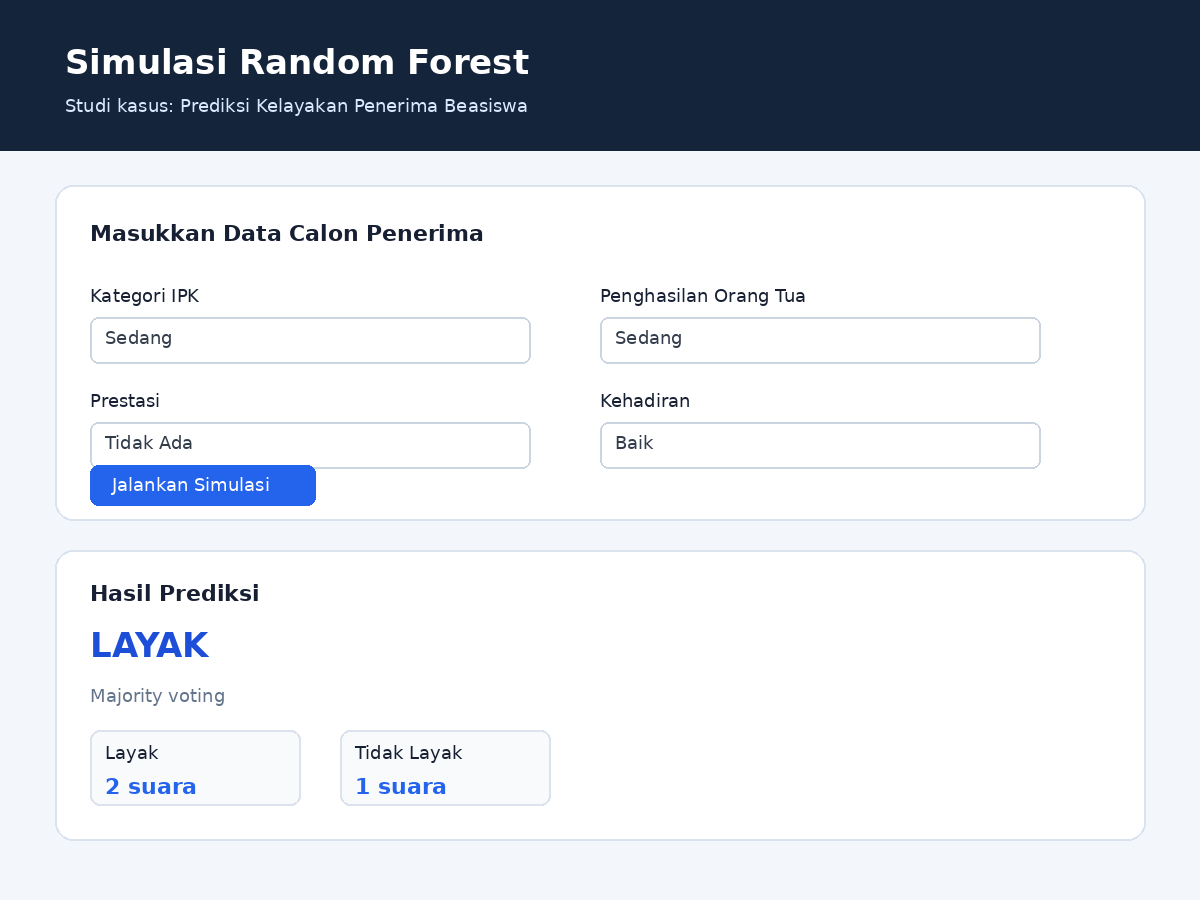 Simulasi Random Forest
Studi kasus: Prediksi Kelayakan Penerima Beasiswa
Masukkan Data Calon Penerima
Kategori IPK
Penghasilan Orang Tua
Sedang
Sedang
Prestasi
Kehadiran
Tidak Ada
Baik
Jalankan Simulasi
Hasil Prediksi
LAYAK
Majority voting
Layak
Tidak Layak
2 suara
1 suara